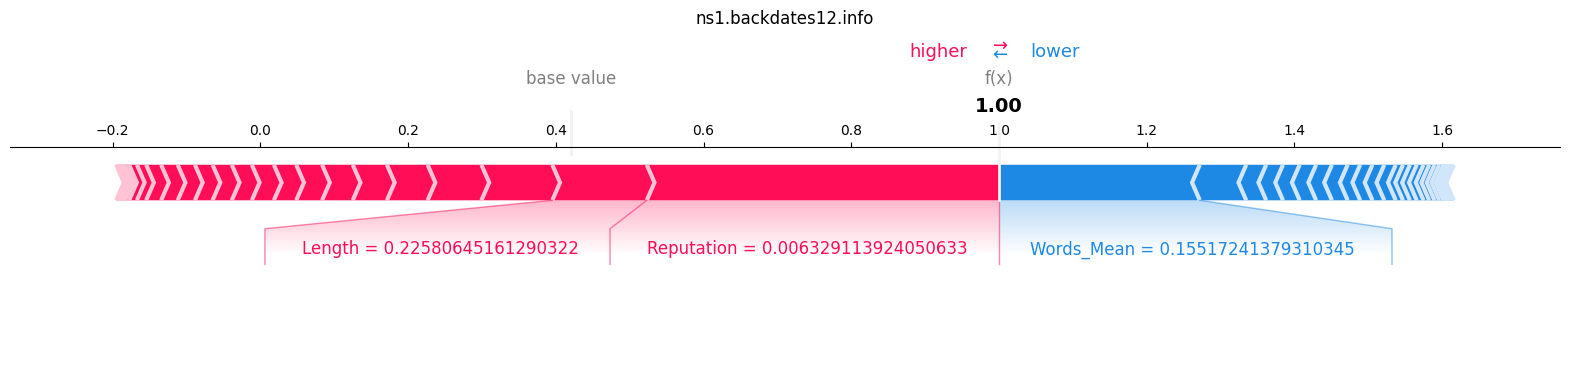 ns1.backdates12.info
higher ⇄ lower
base value f(x)
1.00
−0.2 0.0 0.2 0.4 0.6 0.8 1.0 1.2 1.4 1.6
Length = 0.22580645161290322 Reputation = 0.006329113924050633 Words_Mean = 0.15517241379310345